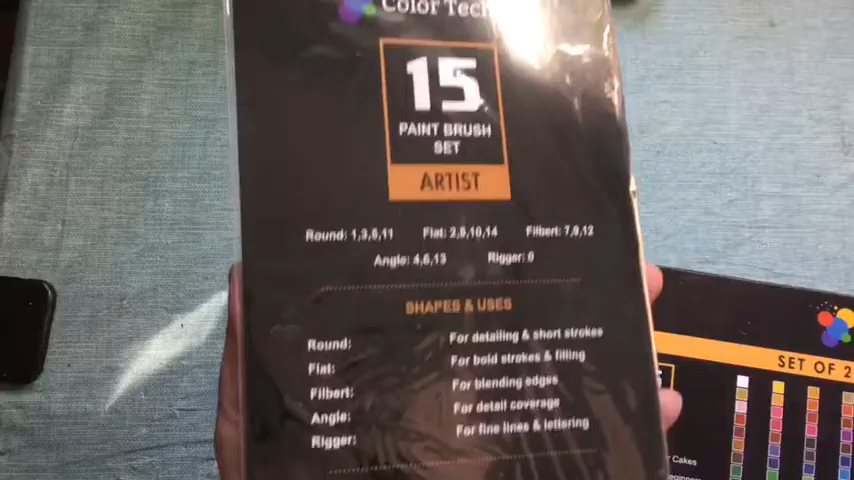 Color Tech
15
PAINT BRUSH
SET
ARTIST
Round: 1,3,5,11 Flat: 2,8,10,14 Filbert: 7,9,12
Angle: 4,6,13 Rigger: 0
SHAPES & USES
Round: For detailing & short strokes
Flat: For bold strokes & filling
Filbert: For blending edges
Angle: For detail coverage
Rigger: For fine lines & lettering
SET OF 2
Cakes